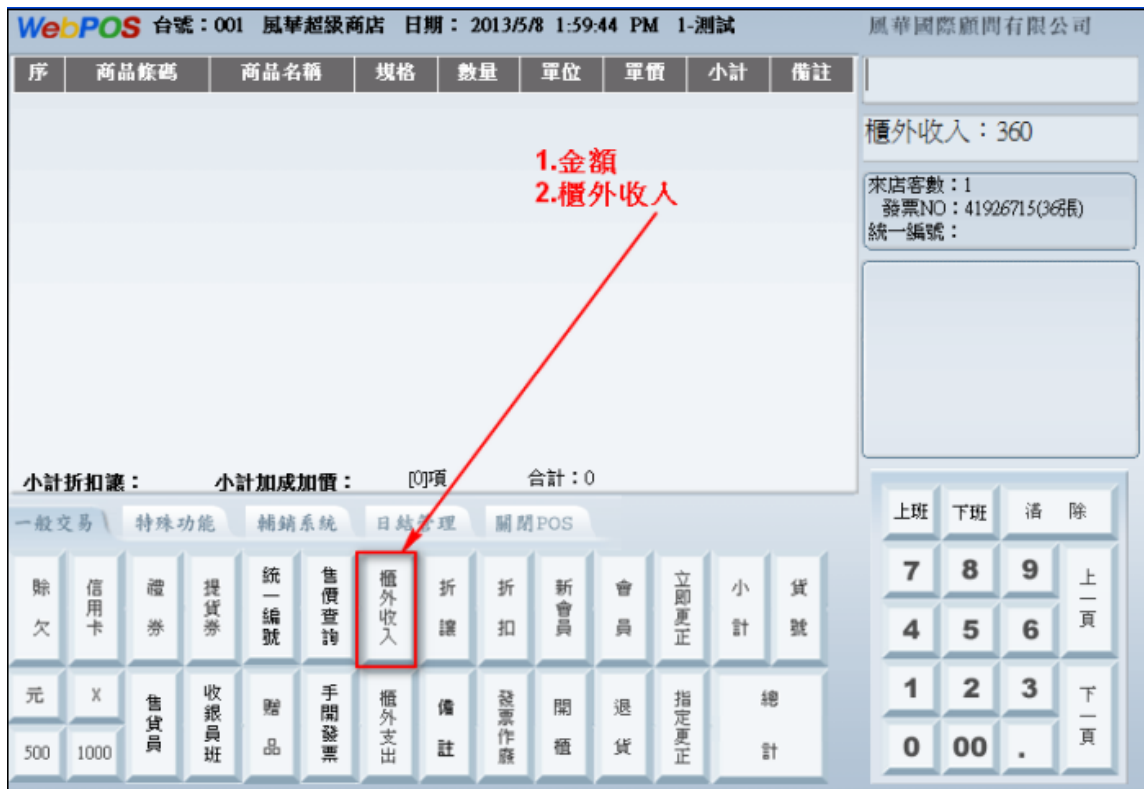 WebPOS 台號：001 風華超級商店 日期： 2013/5/8 1:59:44 PM 1-測試
風華國際顧問有限公司
序 商品條碼 商品名稱 規格 數量 單位 單價 小計 備註
櫃外收入：360
1.金額
2.櫃外收入
來店客數：1
發票NO：41926715(36張)
統一編號：
小計折扣讓： 小計加成加價： [0]項 合計：0
一般交易 特殊功能 輔銷系統 日結管理 關閉POS
賒欠 信用卡 禮券 提貨券 統一編號 售價查詢 櫃外收入 折讓 折扣 新會員 會員 立即更正 小計 貨號
元 X 售貨員 收銀員班 贈品 手開發票 櫃外支出 備註 發票作廢 開櫃 退貨 指定更正 總計
500 1000
上班 下班 清除
7 8 9 上一頁
4 5 6
1 2 3 下一頁
0 00 .